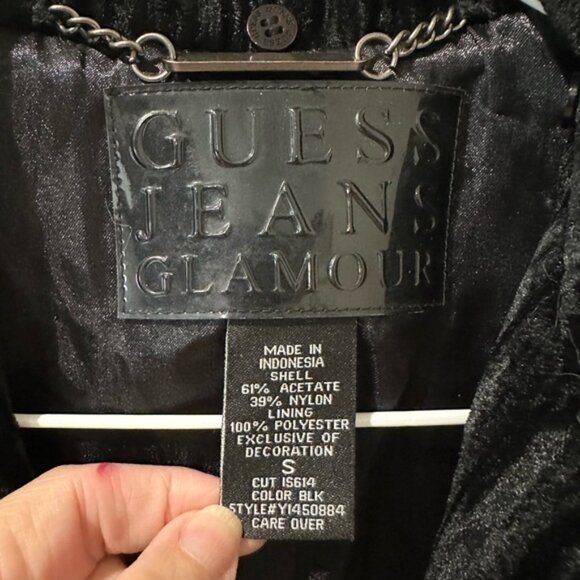 GUESS
JEANS
GLAMOUR
MADE IN
INDONESIA
SHELL
61% ACETATE
39% NYLON
LINING
100% POLYESTER
EXCLUSIVE OF
DECORATION
S
CUT IS614
COLOR BLK
STYLE#Y1450884
CARE OVER